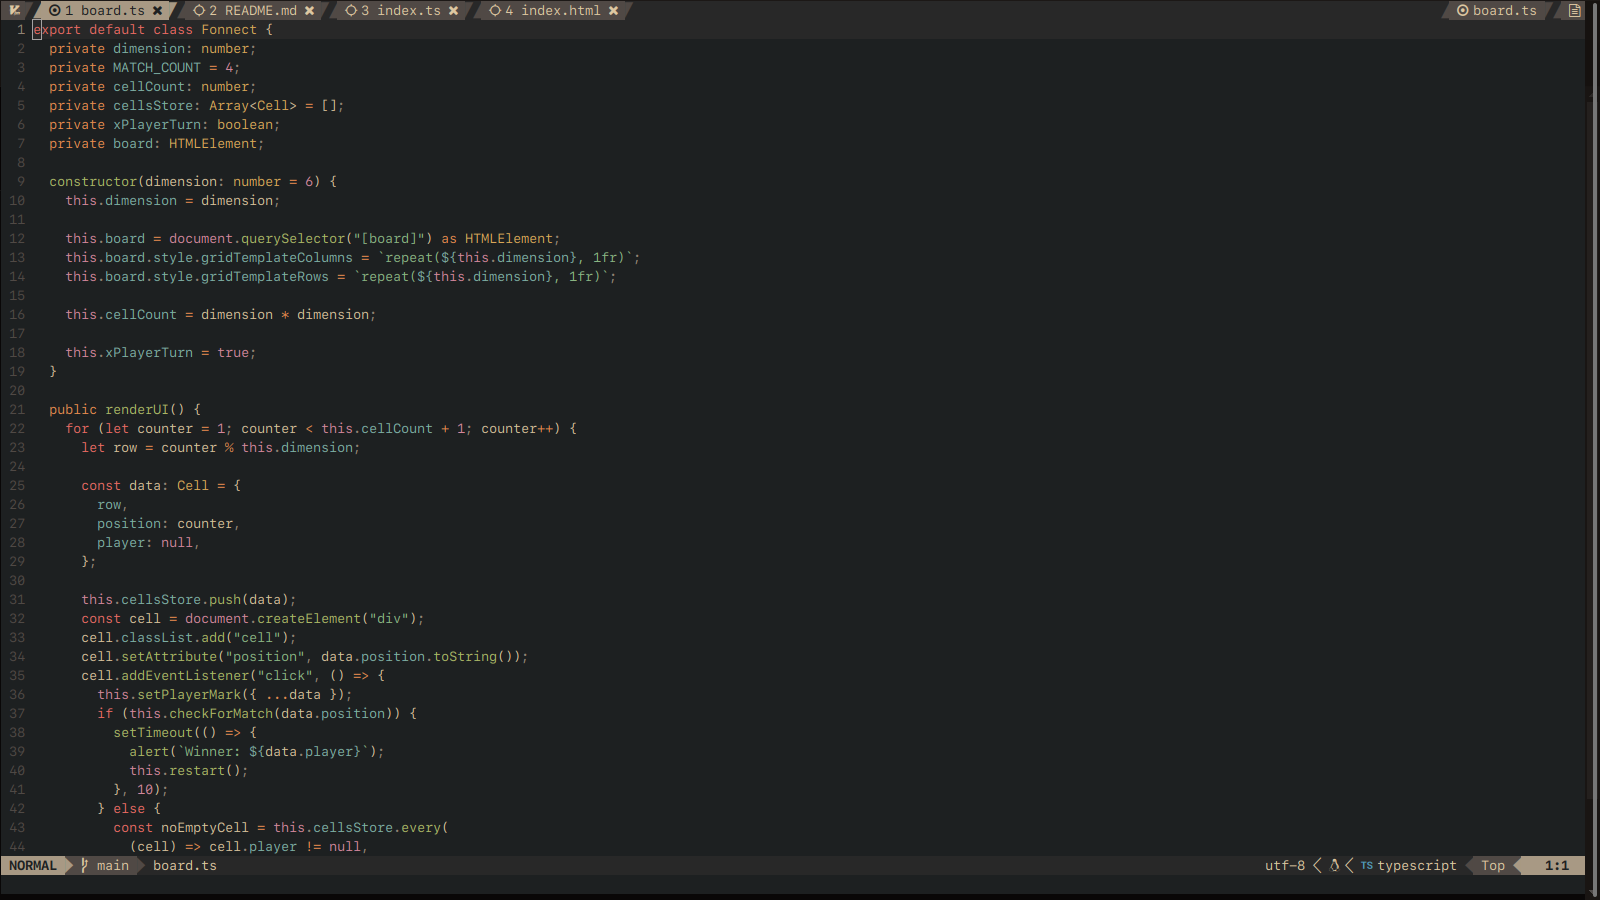 1 board.ts ✖ 2 README.md ✖ 3 index.ts ✖ 4 index.html ✖ board.ts
1 export default class Fonnect {
2   private dimension: number;
3   private MATCH_COUNT = 4;
4   private cellCount: number;
5   private cellsStore: Array<Cell> = [];
6   private xPlayerTurn: boolean;
7   private board: HTMLElement;
8
9   constructor(dimension: number = 6) {
10     this.dimension = dimension;
11
12     this.board = document.querySelector("[board]") as HTMLElement;
13     this.board.style.gridTemplateColumns = `repeat(${this.dimension}, 1fr)`;
14     this.board.style.gridTemplateRows = `repeat(${this.dimension}, 1fr)`;
15
16     this.cellCount = dimension * dimension;
17
18     this.xPlayerTurn = true;
19   }
20
21   public renderUI() {
22     for (let counter = 1; counter < this.cellCount + 1; counter++) {
23       let row = counter % this.dimension;
24
25       const data: Cell = {
26         row,
27         position: counter,
28         player: null,
29       };
30
31       this.cellsStore.push(data);
32       const cell = document.createElement("div");
33       cell.classList.add("cell");
34       cell.setAttribute("position", data.position.toString());
35       cell.addEventListener("click", () => {
36         this.setPlayerMark({ ...data });
37         if (this.checkForMatch(data.position)) {
38           setTimeout(() => {
39             alert(`Winner: ${data.player}`);
40             this.restart();
41           }, 10);
42         } else {
43           const noEmptyCell = this.cellsStore.every(
44             (cell) => cell.player != null,
NORMAL main board.ts utf-8 TS typescript Top 1:1